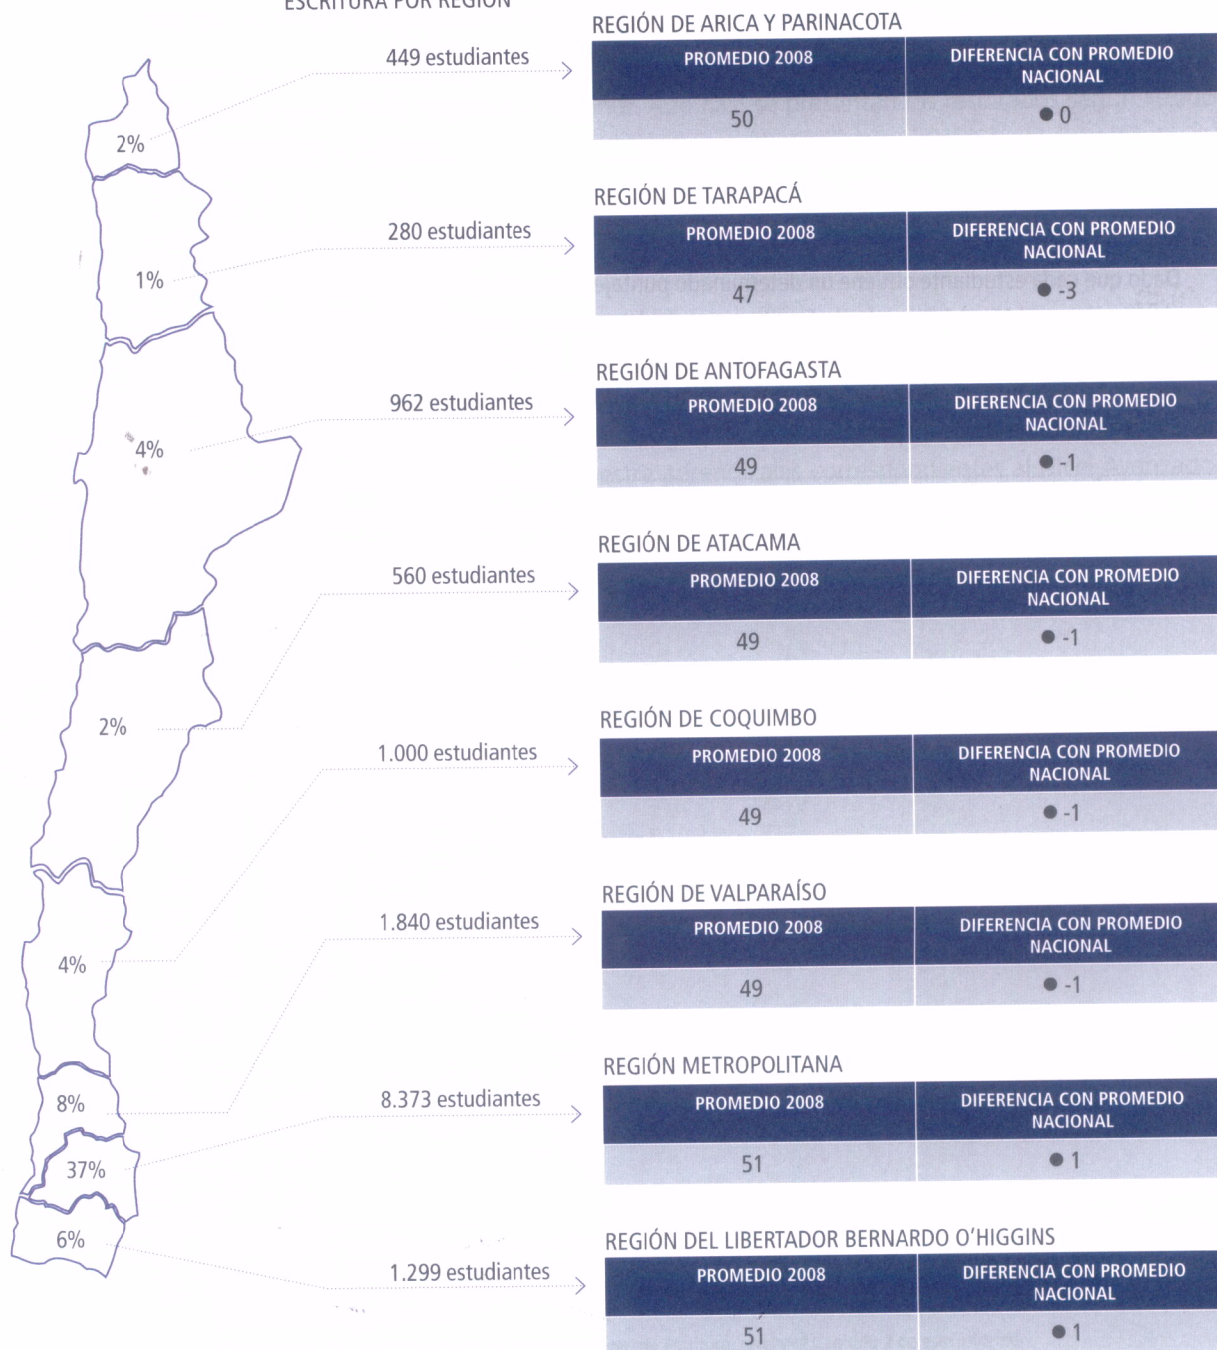 ESCRITURA POR REGIÓN
REGIÓN DE ARICA Y PARINACOTA
449 estudiantes
PROMEDIO 2008
DIFERENCIA CON PROMEDIO
NACIONAL
50
0
2%
REGIÓN DE TARAPACÁ
280 estudiantes
PROMEDIO 2008
DIFERENCIA CON PROMEDIO
NACIONAL
47
-3
1%
REGIÓN DE ANTOFAGASTA
962 estudiantes
PROMEDIO 2008
DIFERENCIA CON PROMEDIO
NACIONAL
49
-1
4%
REGIÓN DE ATACAMA
560 estudiantes
PROMEDIO 2008
DIFERENCIA CON PROMEDIO
NACIONAL
49
-1
2%
REGIÓN DE COQUIMBO
1.000 estudiantes
PROMEDIO 2008
DIFERENCIA CON PROMEDIO
NACIONAL
49
-1
4%
REGIÓN DE VALPARAÍSO
1.840 estudiantes
PROMEDIO 2008
DIFERENCIA CON PROMEDIO
NACIONAL
49
-1
8%
REGIÓN METROPOLITANA
8.373 estudiantes
PROMEDIO 2008
DIFERENCIA CON PROMEDIO
NACIONAL
51
1
37%
REGIÓN DEL LIBERTADOR BERNARDO O'HIGGINS
1.299 estudiantes
PROMEDIO 2008
DIFERENCIA CON PROMEDIO
NACIONAL
51
1
6%